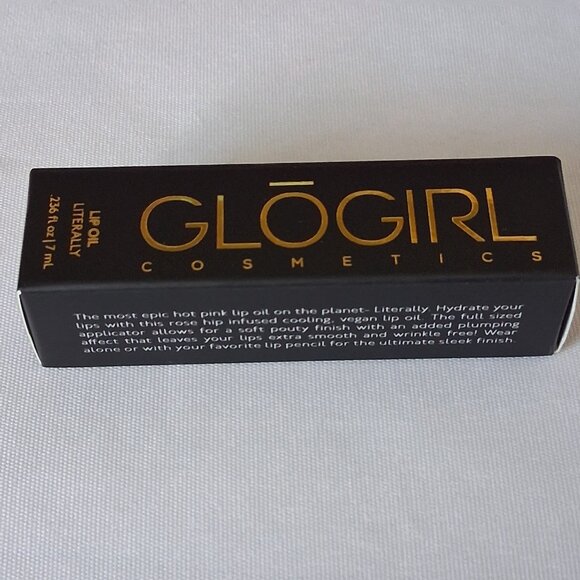 GLŌGIRL
COSMETICS
LIP OIL
LITERALLY
.236 fl oz | 7 mL
The most epic hot pink lip oil on the planet- Literally Hydrate your
lips with this rose hip infused cooling, vegan lip oil. The full sized
applicator allows for a soft pouty finish with an added plumping
affect that leaves your lips extra smooth and wrinkle free! Wear
alone or with your favorite lip pencil for the ultimate sleek finish.